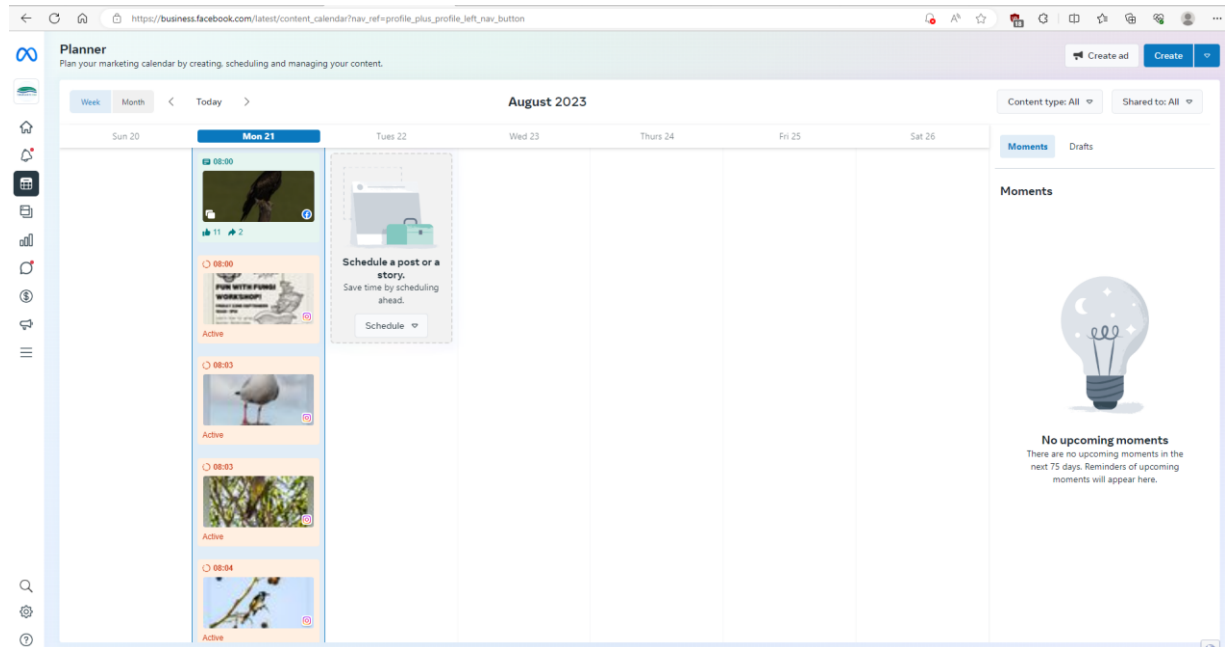 https://business.facebook.com/latest/content_calendar?nav_ref=profile_plus_profile_left_nav_button
Planner
Plan your marketing calendar by creating. scheduling and managing your content.
Create ad
Create
Week
Month
Today
August 2023
Content type: All
Shared to: All
Sun 20
Mon 21
Tues 22
Wed 23
Thurs 24
Fri 25
Sat 26
Moments
Drafts
Moments
08:00
11
2
08:00
FUN WITH FUNGI
WORKSHOP!
Active
Schedule a post or a
story.
Save time by scheduling
ahead.
Schedule
08:03
Active
08:03
Active
08:04
Active
No upcoming moments
There are no upcoming moments in the
next 75 days. Reminders of upcoming
moments will appear here.